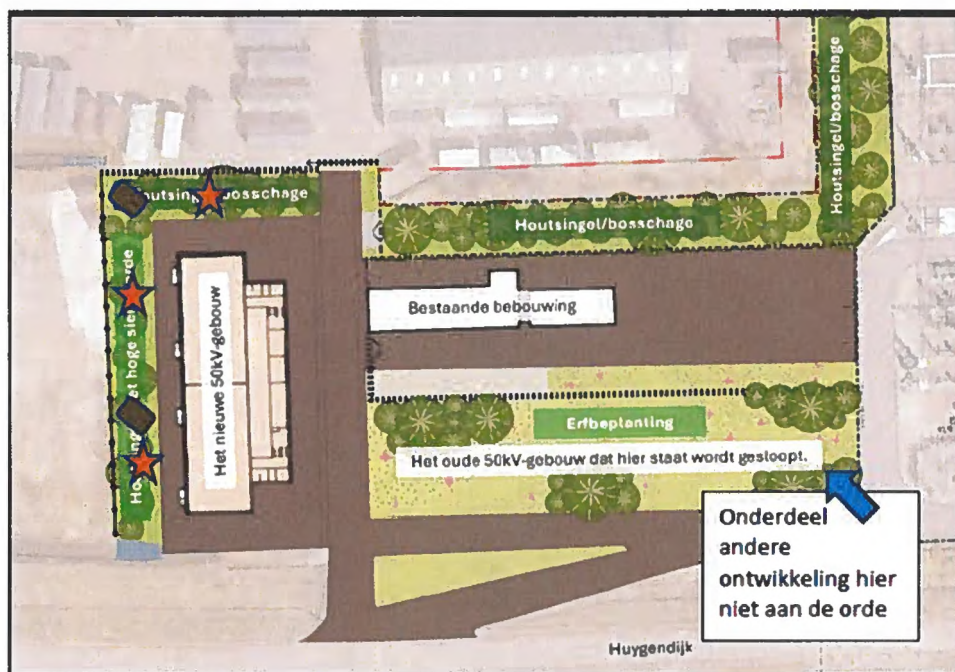 Houtsingel/bosschage
outsinge bosschage
Houtsingel/bosschage
Bestaande bebouwing
Het nieuwe 50kV-gebouw
Erfbeplanting
Het oude 50kV-gebouw dat hier staat wordt gesloopt.
Onderdeel
andere
ontwikkeling hier
niet aan de orde
Huygendijk